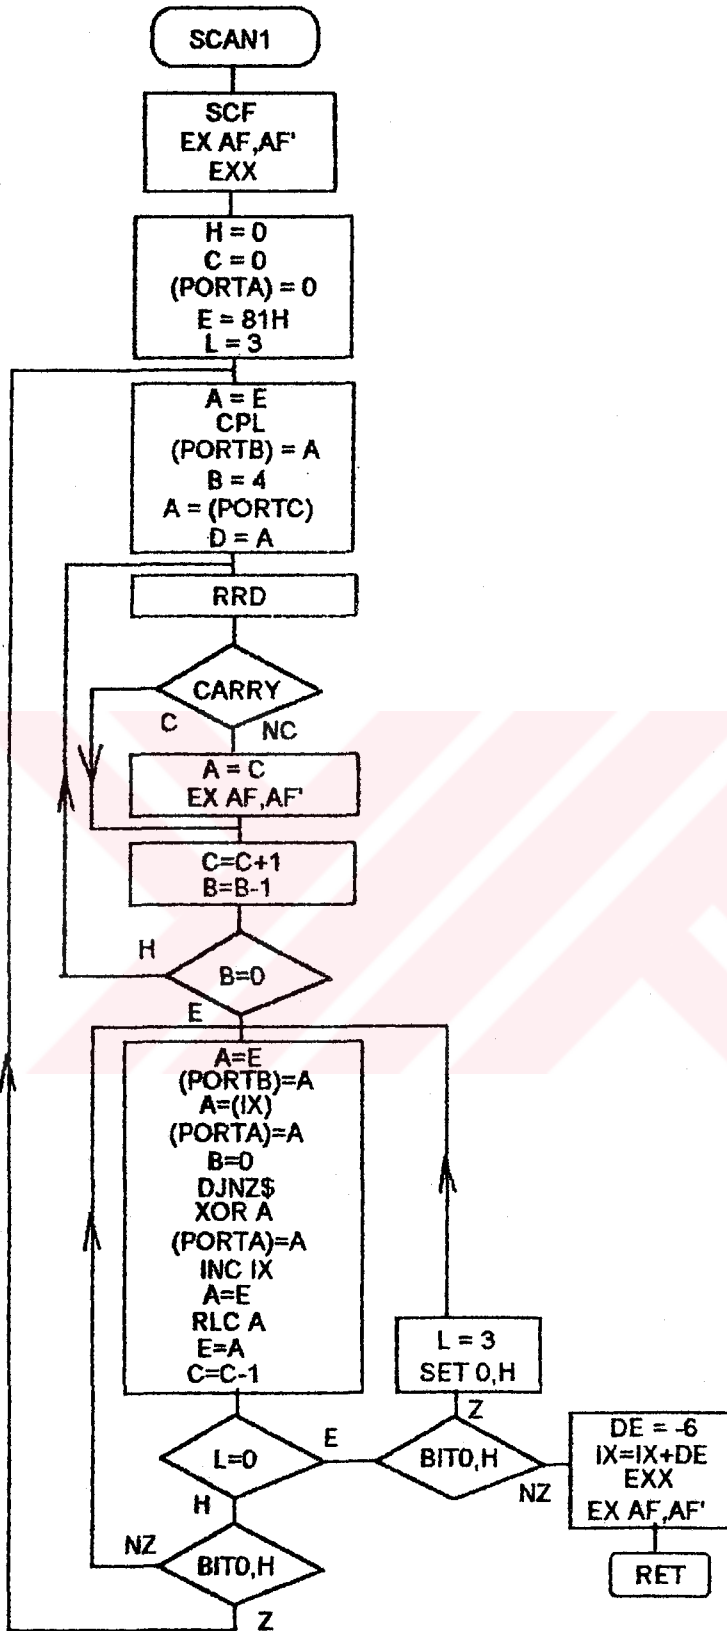 SCAN1
SCF
EX AF,AF'
EXX
H = 0
C = 0
(PORTA) = 0
E = 81H
L = 3
A = E
CPL
(PORTB) = A
B = 4
A = (PORTC)
D = A
RRD
CARRY
C
NC
A = C
EX AF,AF'
C=C+1
B=B-1
H
B=0
E
A=E
(PORTB)=A
A=(IX)
(PORTA)=A
B=0
DJNZ$
XOR A
(PORTA)=A
INC IX
A=E
RLC A
E=A
C=C-1
L = 3
SET 0,H
Z
L=0
E
BIT0,H
NZ
DE = -6
IX=IX+DE
EXX
EX AF,AF'
RET
H
NZ
BIT0,H
Z